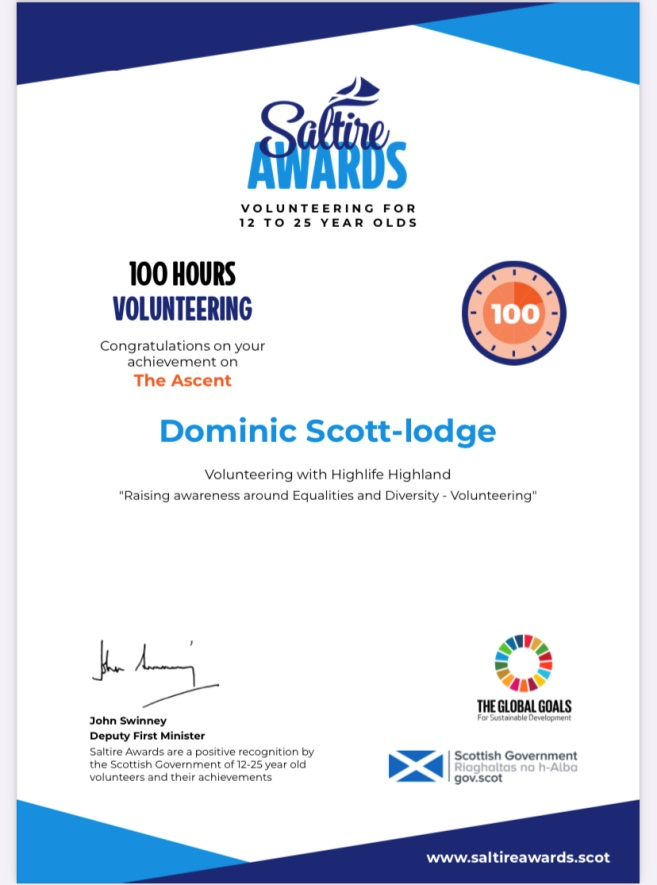 Saltire
AWARDS
VOLUNTEERING FOR
12 TO 25 YEAR OLDS
100 HOURS
VOLUNTEERING
100
Congratulations on your
achievement on
The Ascent
Dominic Scott-lodge
Volunteering with Highlife Highland
"Raising awareness around Equalities and Diversity - Volunteering"
John Swinney
John Swinney
Deputy First Minister
Saltire Awards are a positive recognition by
the Scottish Government of 12-25 year old
volunteers and their achievements
THE GLOBAL GOALS
For Sustainable Development
Scottish Government
Riaghaltas na h-Alba
gov.scot
www.saltireawards.scot